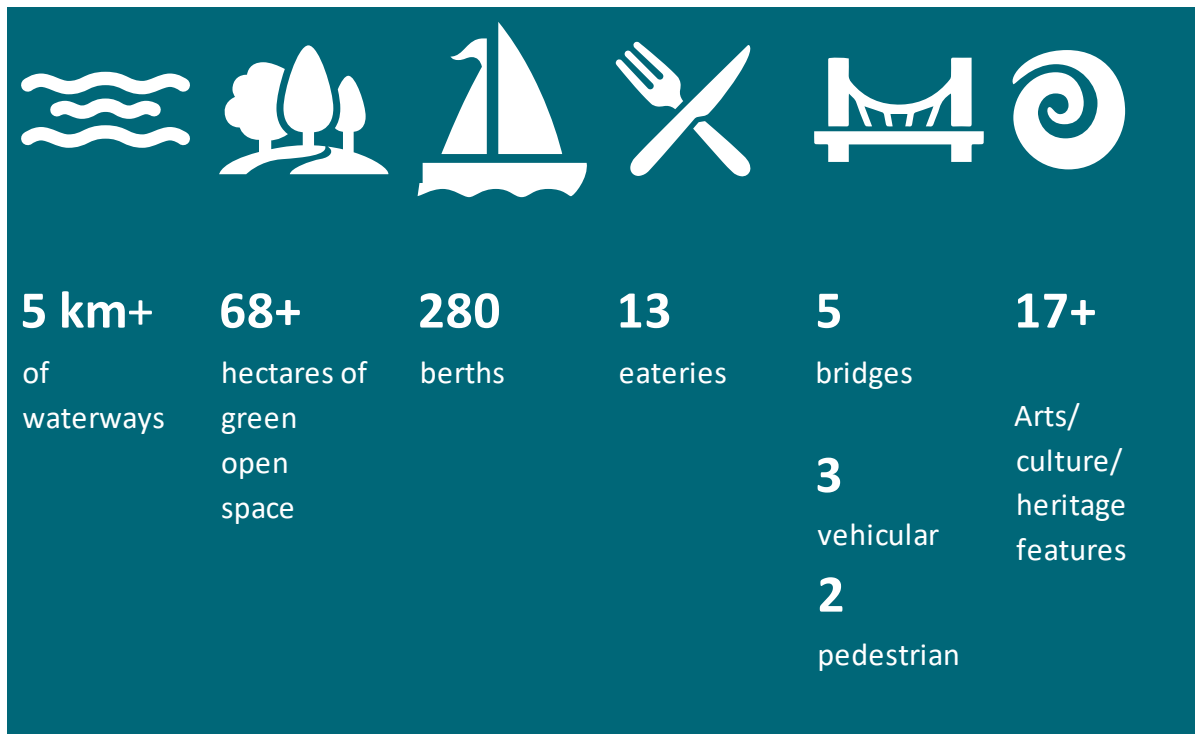 5 km+
of
waterways
68+
hectares of
green
open
space
280
berths
13
eateries
5
bridges
3
vehicular
2
pedestrian
17+
Arts/
culture/
heritage
features